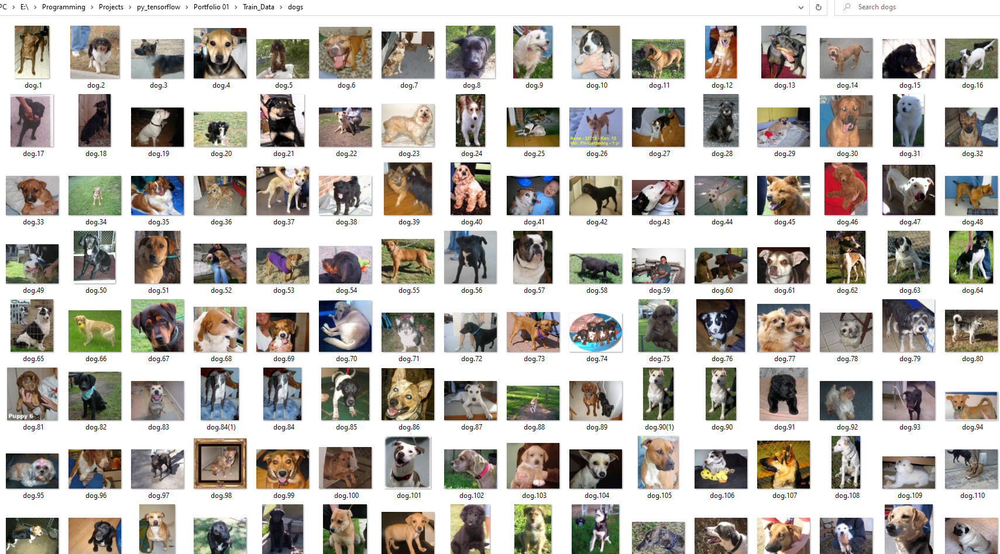 PC > E:\ > Programming > Projects > py_tensorflow > Portfolio 01 > Train_Data > dogs
Search dogs
dog.1 dog.2 dog.3 dog.4 dog.5 dog.6 dog.7 dog.8 dog.9 dog.10 dog.11 dog.12 dog.13 dog.14 dog.15 dog.16
Nene - 32718 - Ken. 15
Min. Pin/Cattledog - 1 yr
dog.17 dog.18 dog.19 dog.20 dog.21 dog.22 dog.23 dog.24 dog.25 dog.26 dog.27 dog.28 dog.29 dog.30 dog.31 dog.32
dog.33 dog.34 dog.35 dog.36 dog.37 dog.38 dog.39 dog.40 dog.41 dog.42 dog.43 dog.44 dog.45 dog.46 dog.47 dog.48
dog.49 dog.50 dog.51 dog.52 dog.53 dog.54 dog.55 dog.56 dog.57 dog.58 dog.59 dog.60 dog.61 dog.62 dog.63 dog.64
dog.65 dog.66 dog.67 dog.68 dog.69 dog.70 dog.71 dog.72 dog.73 dog.74 dog.75 dog.76 dog.77 dog.78 dog.79 dog.80
Puppy 6
dog.81 dog.82 dog.83 dog.84(1) dog.84 dog.85 dog.86 dog.87 dog.88 dog.89 dog.90(1) dog.90 dog.91 dog.92 dog.93 dog.94
dog.95 dog.96 dog.97 dog.98 dog.99 dog.100 dog.101 dog.102 dog.103 dog.104 dog.105 dog.106 dog.107 dog.108 dog.109 dog.110